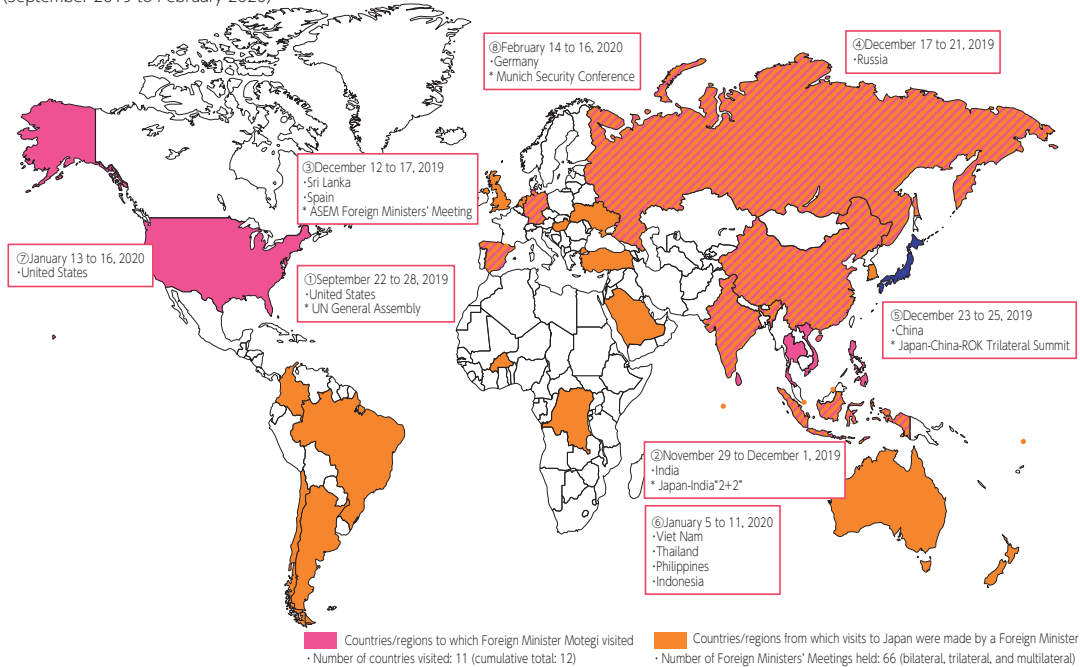 (September 2019 to February 2020)
⑧February 14 to 16, 2020
・Germany
* Munich Security Conference
④December 17 to 21, 2019
・Russia
③December 12 to 17, 2019
・Sri Lanka
・Spain
* ASEM Foreign Ministers' Meeting
⑦January 13 to 16, 2020
・United States
①September 22 to 28, 2019
・United States
* UN General Assembly
⑤December 23 to 25, 2019
・China
* Japan-China-ROK Trilateral Summit
②November 29 to December 1, 2019
・India
* Japan-India"2+2"
⑥January 5 to 11, 2020
・Viet Nam
・Thailand
・Philippines
・Indonesia
Countries/regions to which Foreign Minister Motegi visited
・Number of countries visited: 11 (cumulative total: 12)
Countries/regions from which visits to Japan were made by a Foreign Minister
・Number of Foreign Ministers' Meetings held: 66 (bilateral, trilateral, and multilateral)